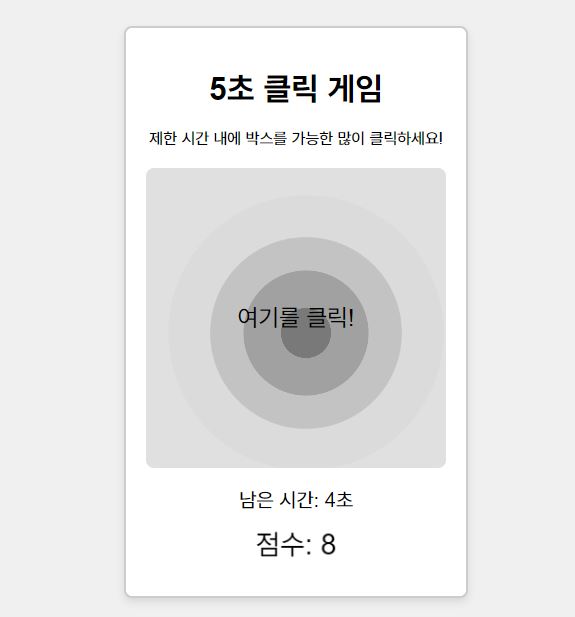 5초 클릭 게임
제한 시간 내에 박스를 가능한 많이 클릭하세요!
여기를 클릭!
남은 시간: 4초
점수: 8